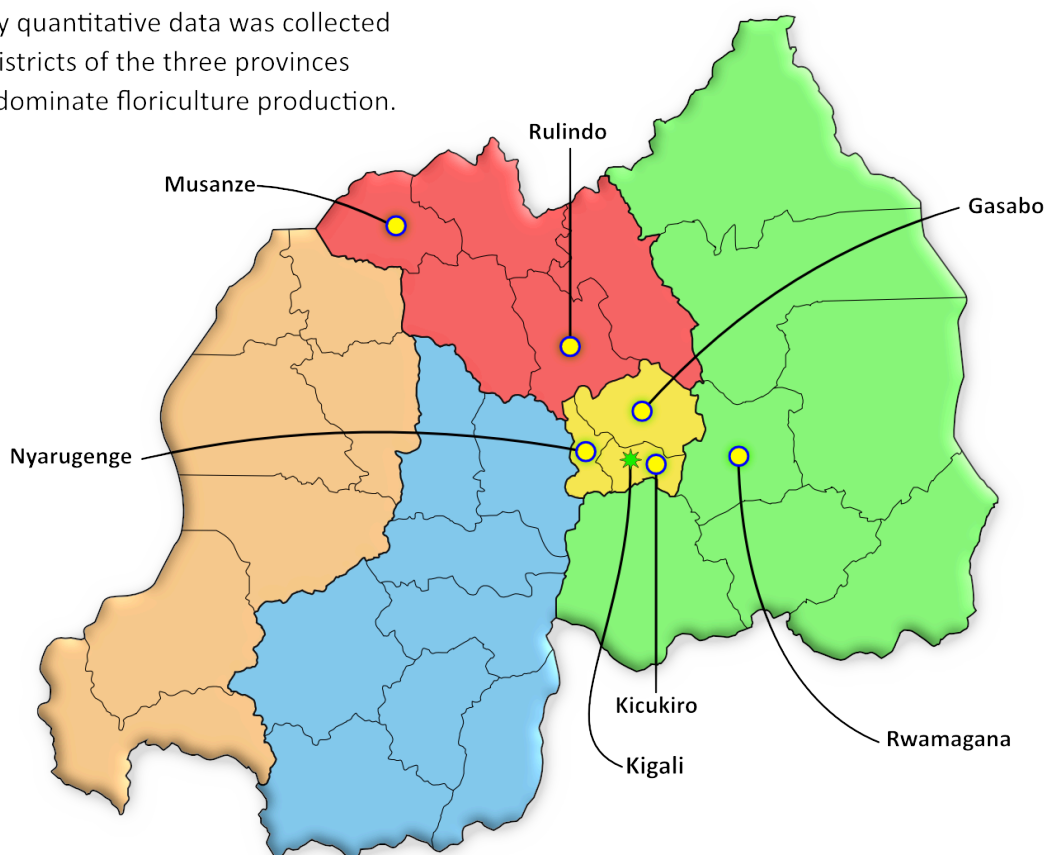 y quantitative data was collected
istricts of the three provinces
dominate floriculture production.
Rulindo
Musanze
Gasabo
Nyarugenge
Kicukiro
Rwamagana
Kigali